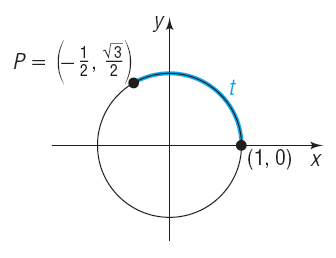 y
P = (-1/2, √3/2)
t
(1, 0) x